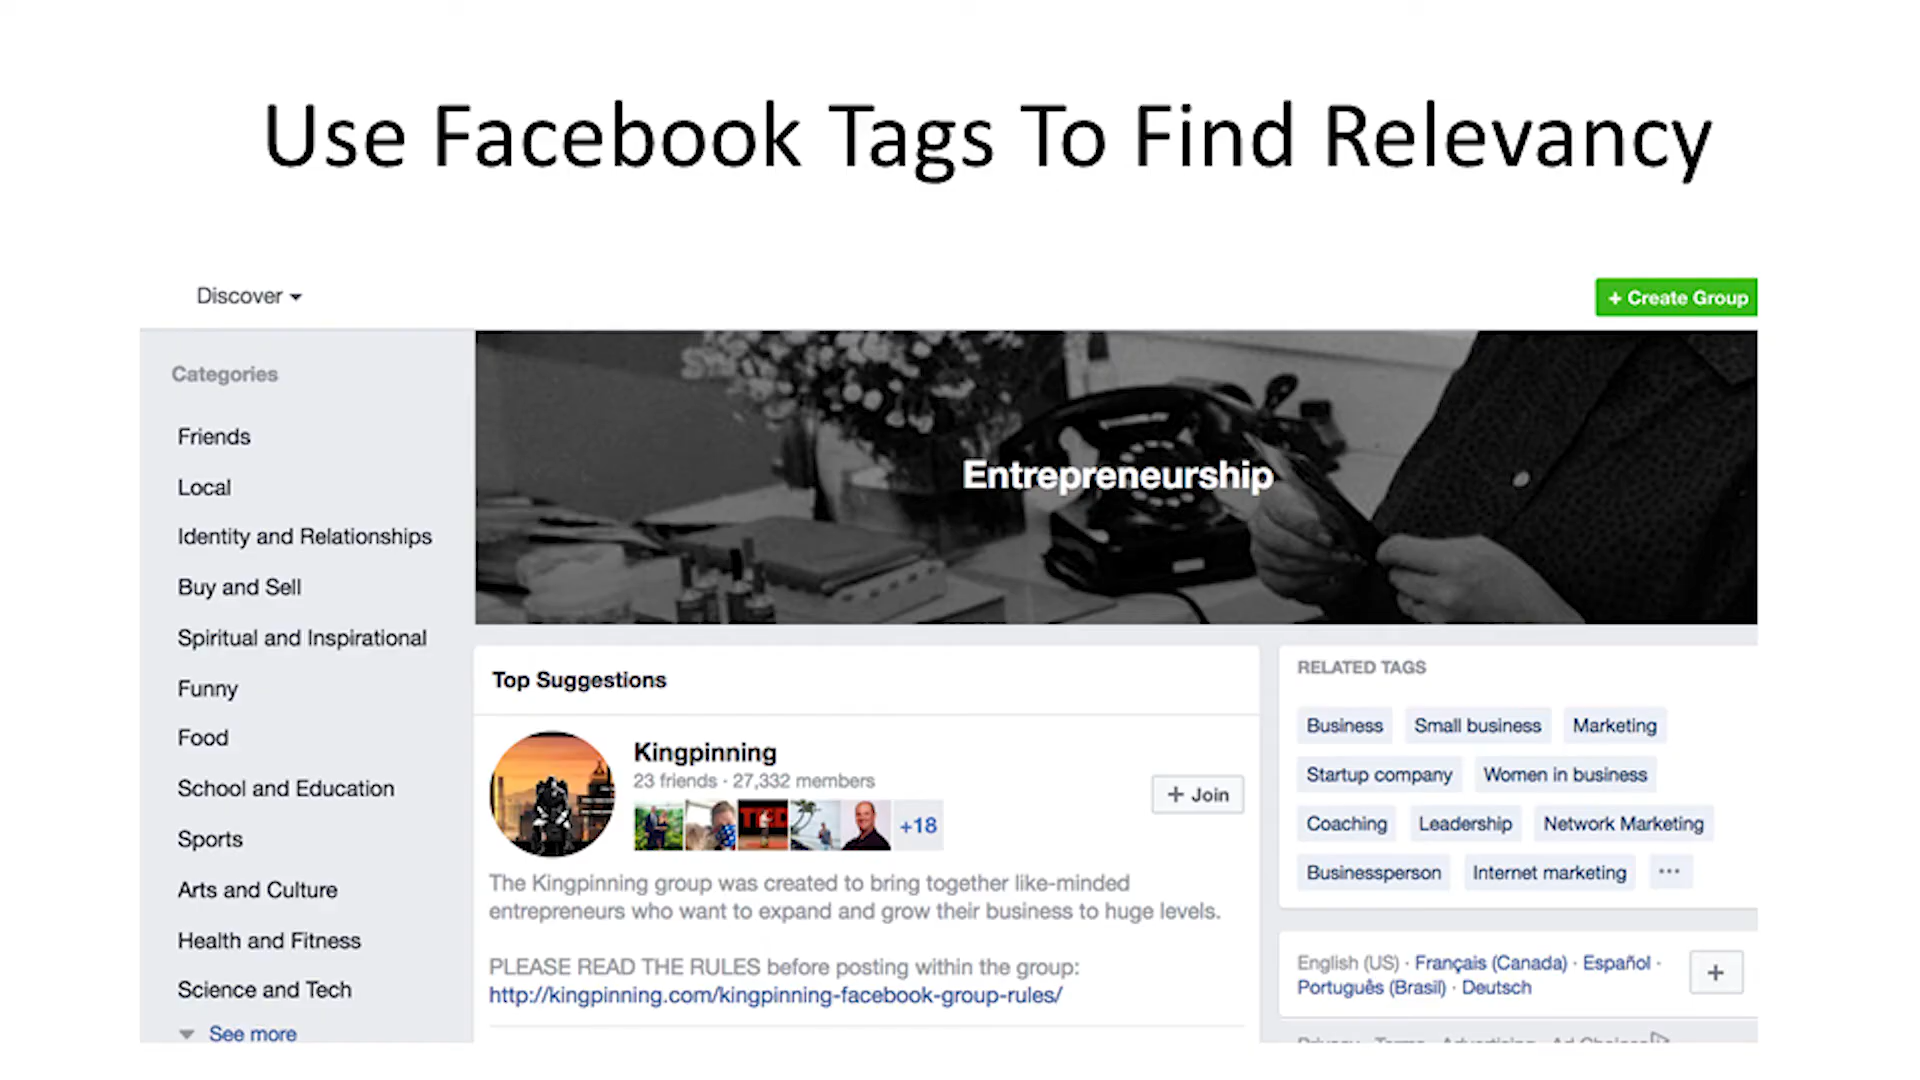 Use Facebook Tags To Find Relevancy
Discover
+ Create Group
Categories
Friends
Local
Identity and Relationships
Buy and Sell
Spiritual and Inspirational
Funny
Food
School and Education
Sports
Arts and Culture
Health and Fitness
Science and Tech
See more
Entrepreneurship
Top Suggestions
Kingpinning
23 friends · 27,332 members
+18
+ Join
The Kingpinning group was created to bring together like-minded
entrepreneurs who want to expand and grow their business to huge levels.
PLEASE READ THE RULES before posting within the group:
http://kingpinning.com/kingpinning-facebook-group-rules/
RELATED TAGS
Business Small business Marketing
Startup company Women in business
Coaching Leadership Network Marketing
Businessperson Internet marketing ...
English (US) · Français (Canada) · Español ·
Português (Brasil) · Deutsch
+
Privacy · Terms · Advertising · Ad Choices